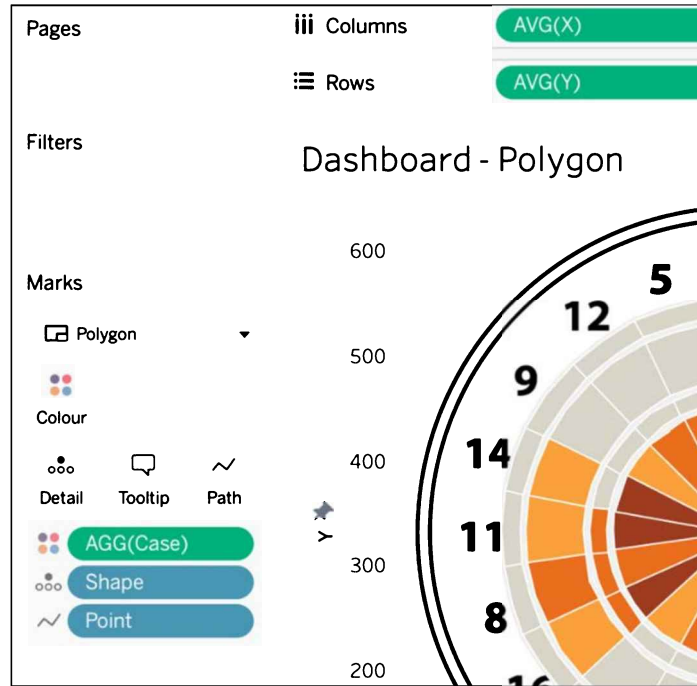 Pages
Columns
AVG(X)
Rows
AVG(Y)
Filters
Dashboard - Polygon
Marks
Polygon
Colour
Detail
Tooltip
Path
AGG(Case)
Shape
Point
Y
600
500
400
300
200
5
12
9
14
11
8
16